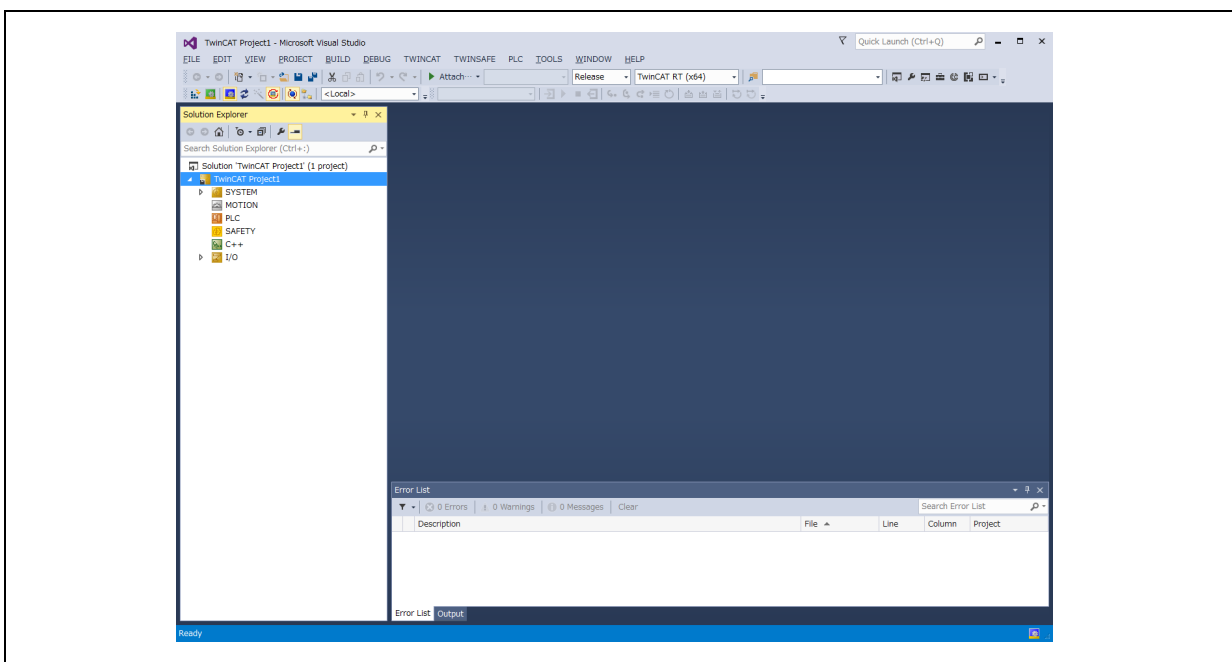 TwinCAT Project1 - Microsoft Visual Studio
Quick Launch (Ctrl+Q)
FILE EDIT VIEW PROJECT BUILD DEBUG TWINCAT TWINSAFE PLC TOOLS WINDOW HELP
Attach... Release TwinCAT RT (x64)
<Local>
Solution Explorer
Search Solution Explorer (Ctrl+:)
Solution 'TwinCAT Project1' (1 project)
TwinCAT Project1
SYSTEM
MOTION
PLC
SAFETY
C++
I/O
Error List
0 Errors 0 Warnings 0 Messages Clear
Search Error List
Description File Line Column Project
Error List Output
Ready